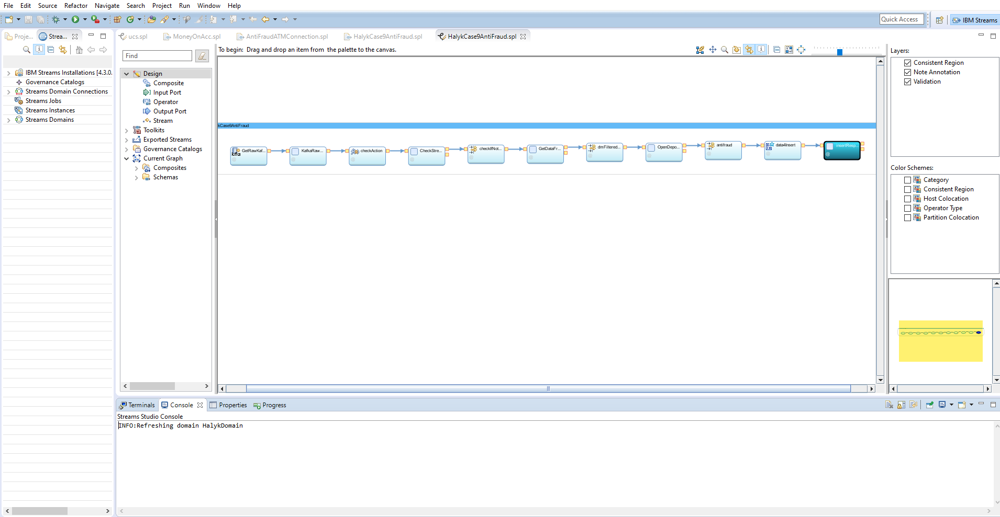 File Edit Source Refactor Navigate Search Project Run Window Help
Quick Access
IBM Streams
Proje...
Strea...
ucs.spl
MoneyOnAcc.spl
AntiFraudATMConnection.spl
HalykCase9AntiFraud.spl
HalykCase9AntiFraud.spl
IBM Streams Installations [4.3.0.
Governance Catalogs
Streams Domain Connections
Streams Jobs
Streams Instances
Streams Domains
Find
Design
Composite
Input Port
Operator
Output Port
Stream
Toolkits
Exported Streams
Governance Catalogs
Current Graph
Composites
Schemas
To begin: Drag and drop an item from the palette to the canvas.
kCase9AntiFraud
kafka
GetRawKaf...
KafkaRaw...
checkAction
CheckStre...
checkIfNot...
GetDataFr...
dmFiltered...
OpenDepo...
antifraud
data4Insert
insertResp...
Layers:
Consistent Region
Note Annotation
Validation
Color Schemes:
Category
Consistent Region
Host Colocation
Operator Type
Partition Colocation
Terminals
Console
Properties
Progress
Streams Studio Console
INFO:Refreshing domain HalykDomain